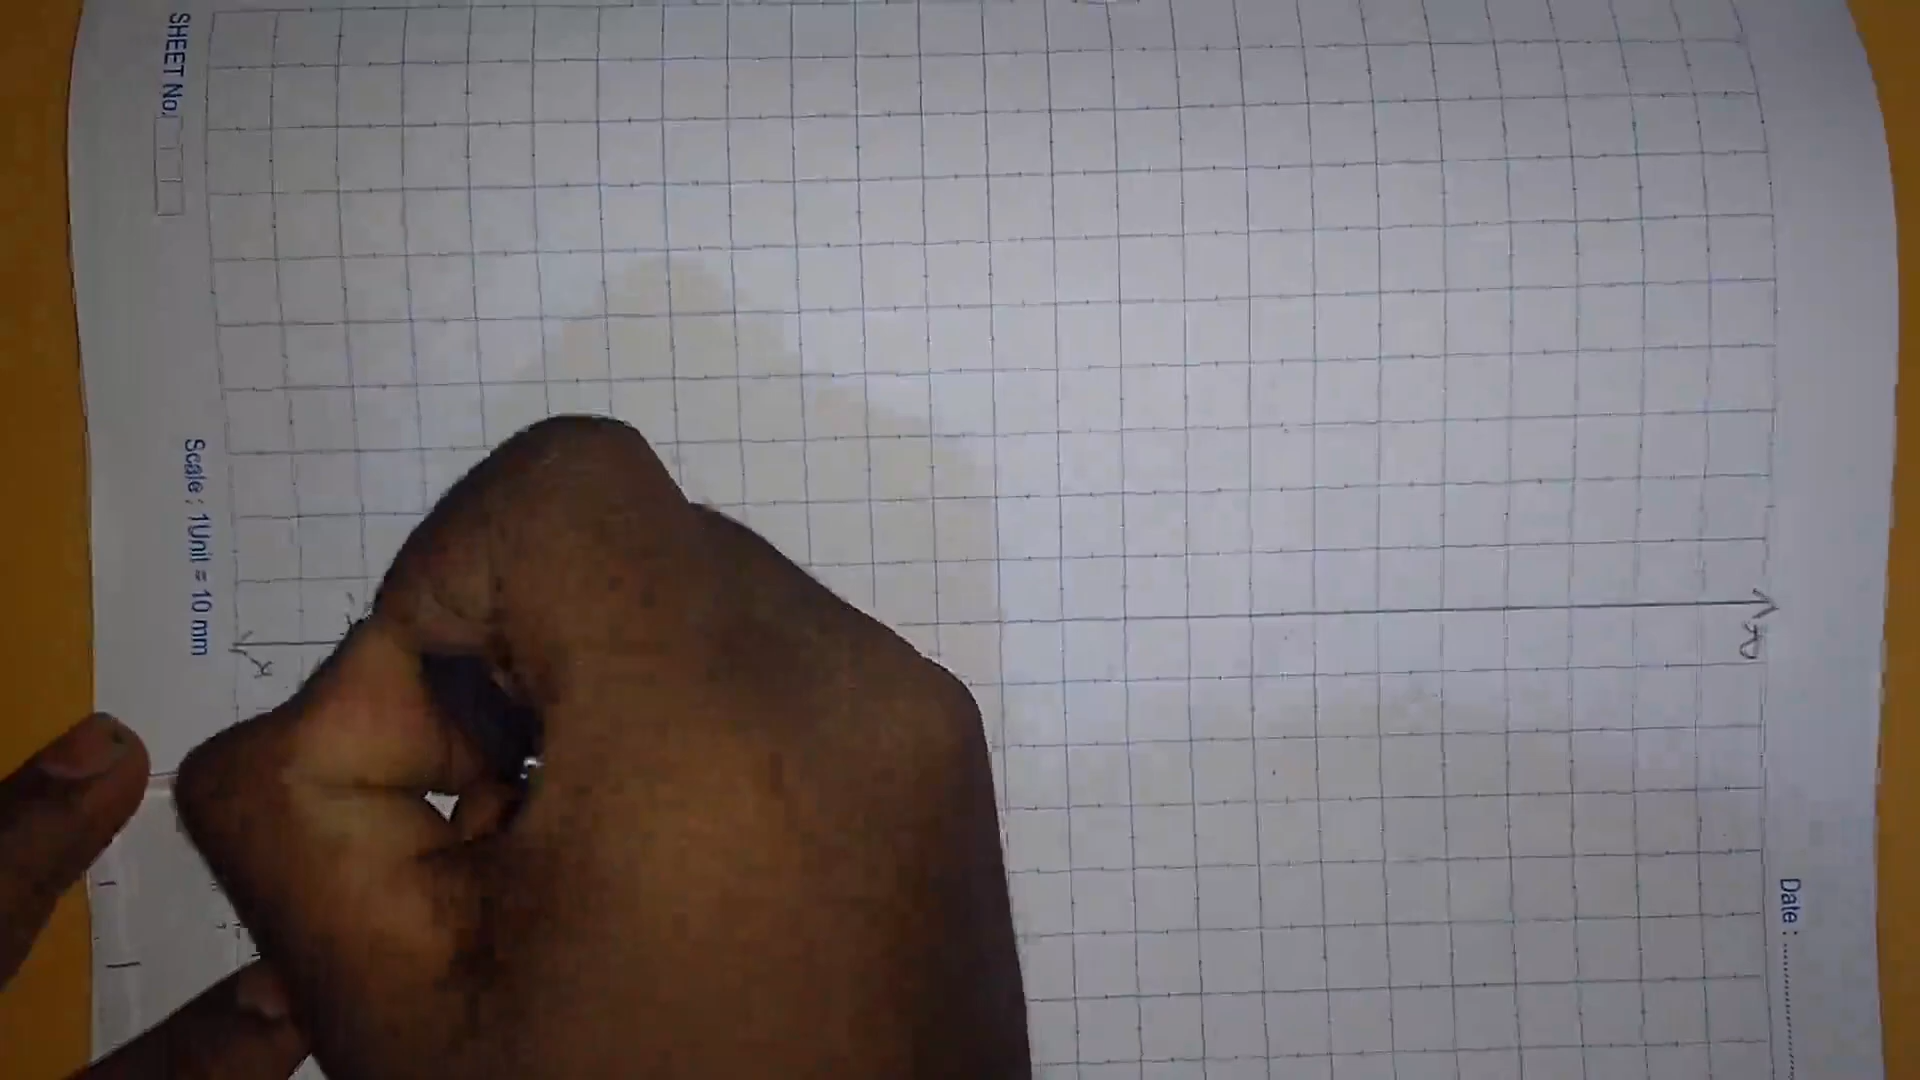 SHEET No.
Scale : 1Unit = 10 mm
x
Date : ....................